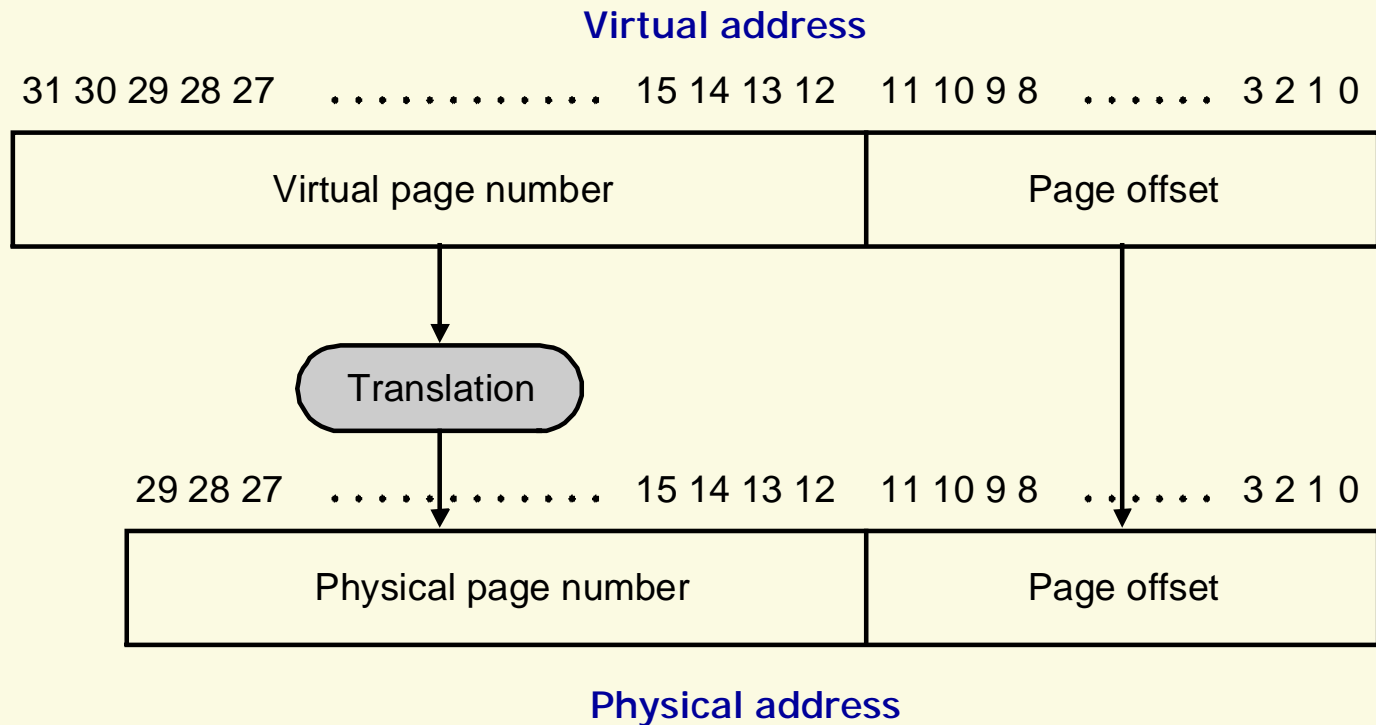 Virtual address
31 30 29 28 27 ............ 15 14 13 12 11 10 9 8 ...... 3 2 1 0
Virtual page number Page offset
Translation
29 28 27 ............ 15 14 13 12 11 10 9 8 ...... 3 2 1 0
Physical page number Page offset
Physical address